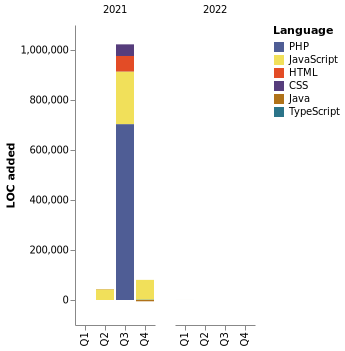 2021
2022
Language
PHP
JavaScript
HTML
CSS
Java
TypeScript
LOC added
1,000,000
800,000
600,000
400,000
200,000
0
Q1
Q2
Q3
Q4
Q1
Q2
Q3
Q4